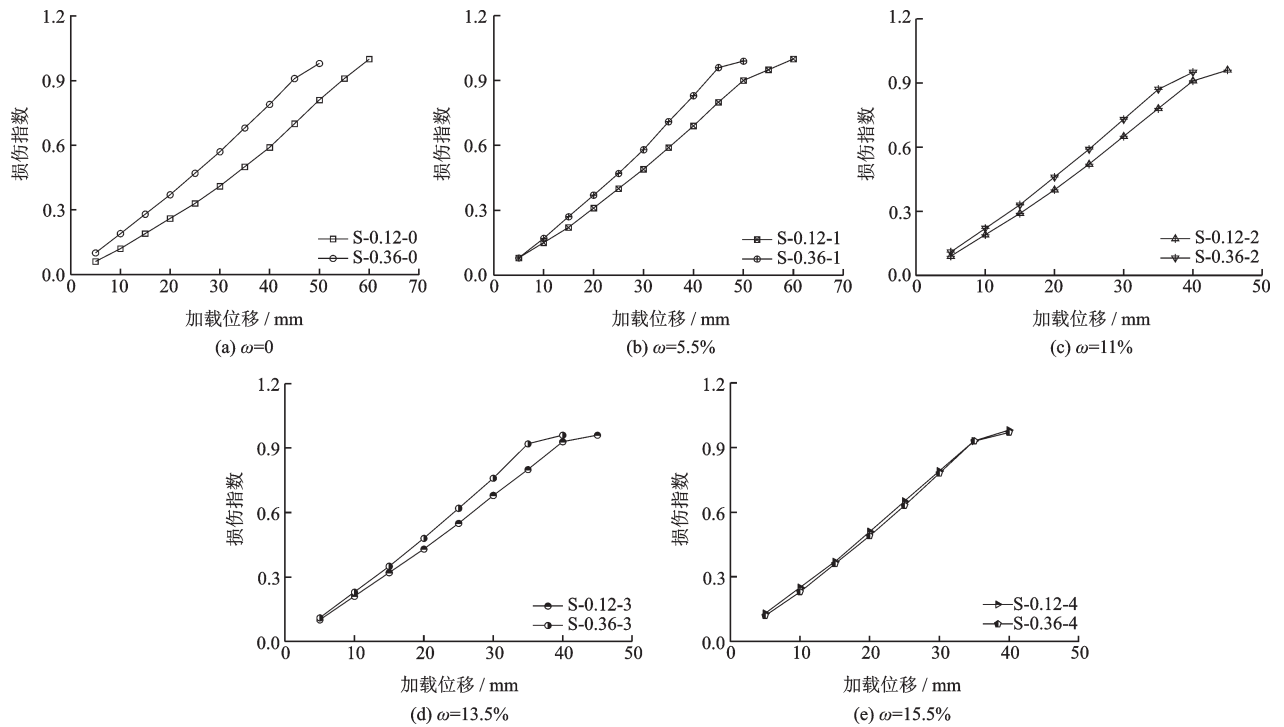 1.2
0.9
0.6
0.3
0.0
损伤指数
S-0.12-0
S-0.36-0
0 10 20 30 40 50 60 70
加载位移 / mm
(a) ω=0
1.2
0.9
0.6
0.3
0.0
损伤指数
S-0.12-1
S-0.36-1
0 10 20 30 40 50 60 70
加载位移 / mm
(b) ω=5.5%
1.2
0.9
0.6
0.3
0.0
损伤指数
S-0.12-2
S-0.36-2
0 10 20 30 40 50
加载位移 / mm
(c) ω=11%
1.2
0.9
0.6
0.3
0.0
损伤指数
S-0.12-3
S-0.36-3
0 10 20 30 40 50
加载位移 / mm
(d) ω=13.5%
1.2
0.9
0.6
0.3
0.0
损伤指数
S-0.12-4
S-0.36-4
0 10 20 30 40 50
加载位移 / mm
(e) ω=15.5%